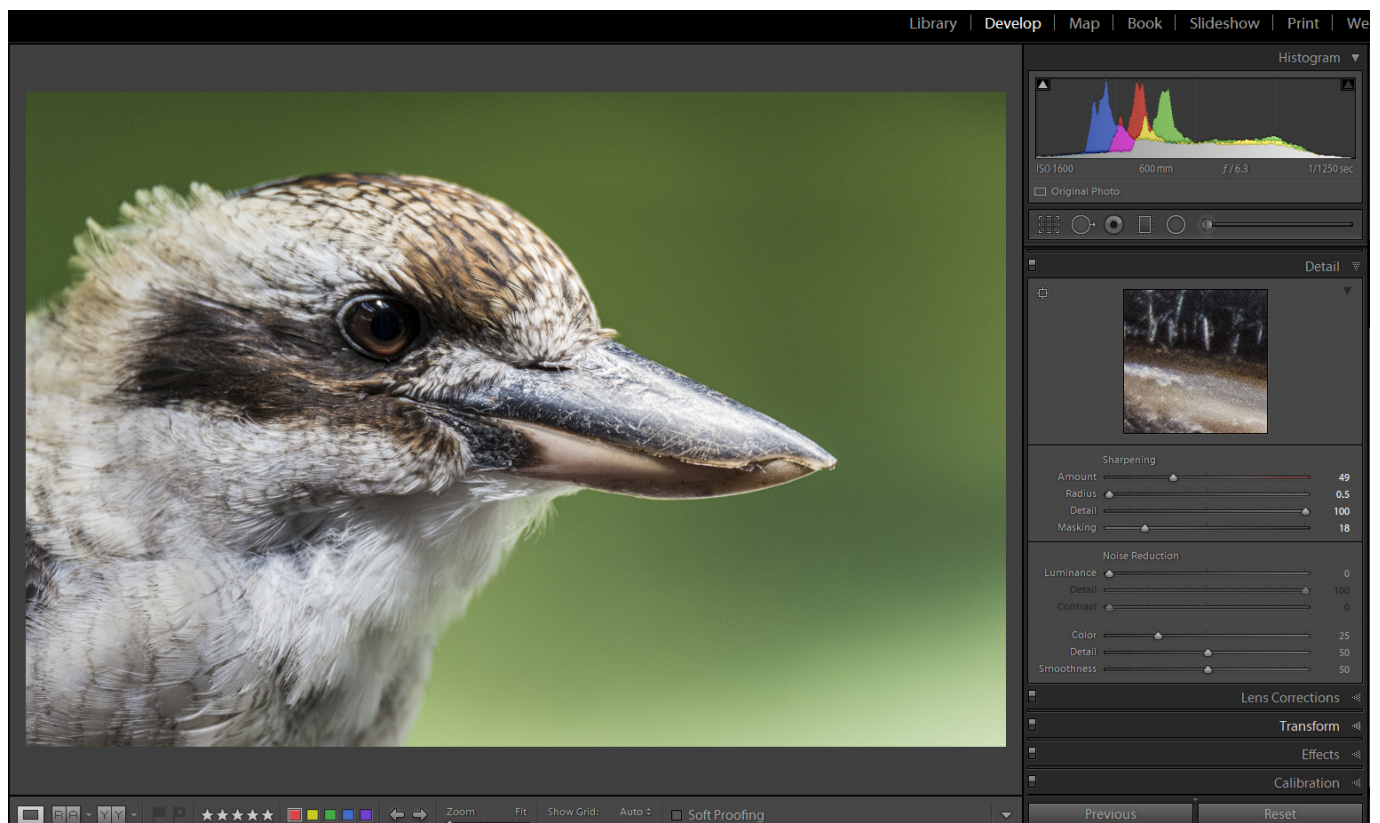 Library | Develop | Map | Book | Slideshow | Print | We
Histogram
ISO 1600 600 mm f / 6.3 1/1250 sec
Original Photo
Detail
Sharpening
Amount 49
Radius 0.5
Detail 100
Masking 18
Noise Reduction
Luminance 0
Detail 100
Contrast 0
Color 25
Detail 50
Smoothness 50
Lens Corrections
Transform
Effects
Calibration
RA YY Zoom Fit Show Grid: Auto Soft Proofing
Previous Reset